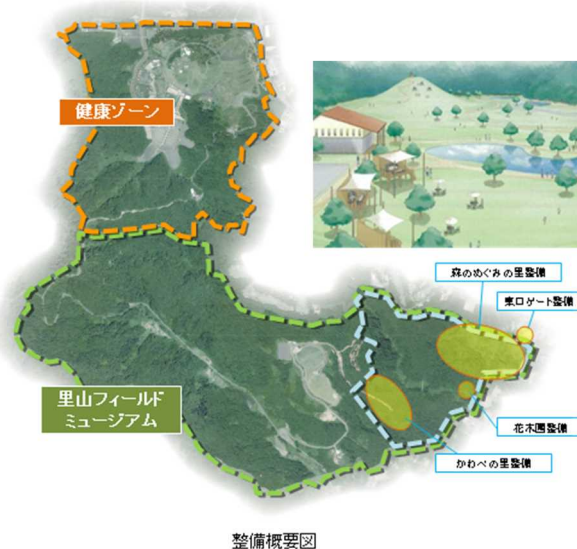 健康ゾーン
森のめぐみの里整備
東口ゲート整備
里山フィールド
ミュージアム
花木園整備
かわべの里整備
整備概要図